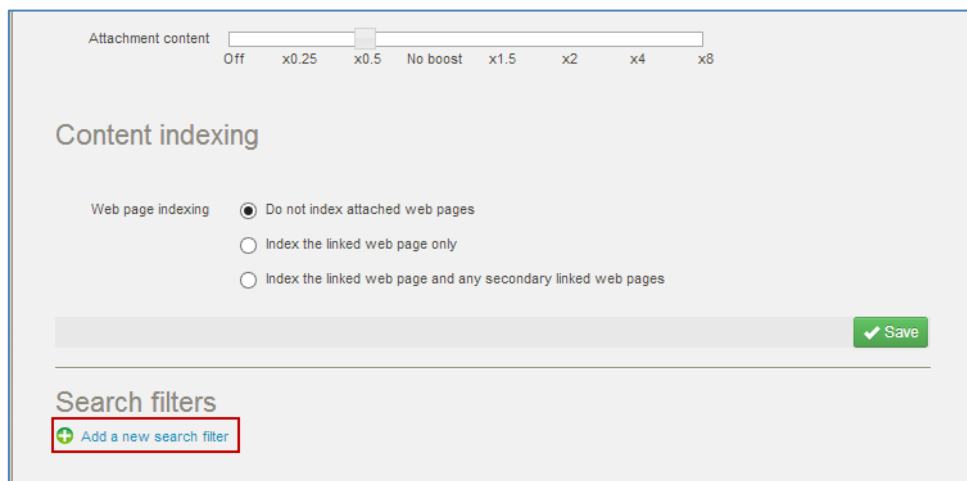 Attachment content
Off x0.25 x0.5 No boost x1.5 x2 x4 x8
Content indexing
Web page indexing Do not index attached web pages
Index the linked web page only
Index the linked web page and any secondary linked web pages
Save
Search filters
Add a new search filter